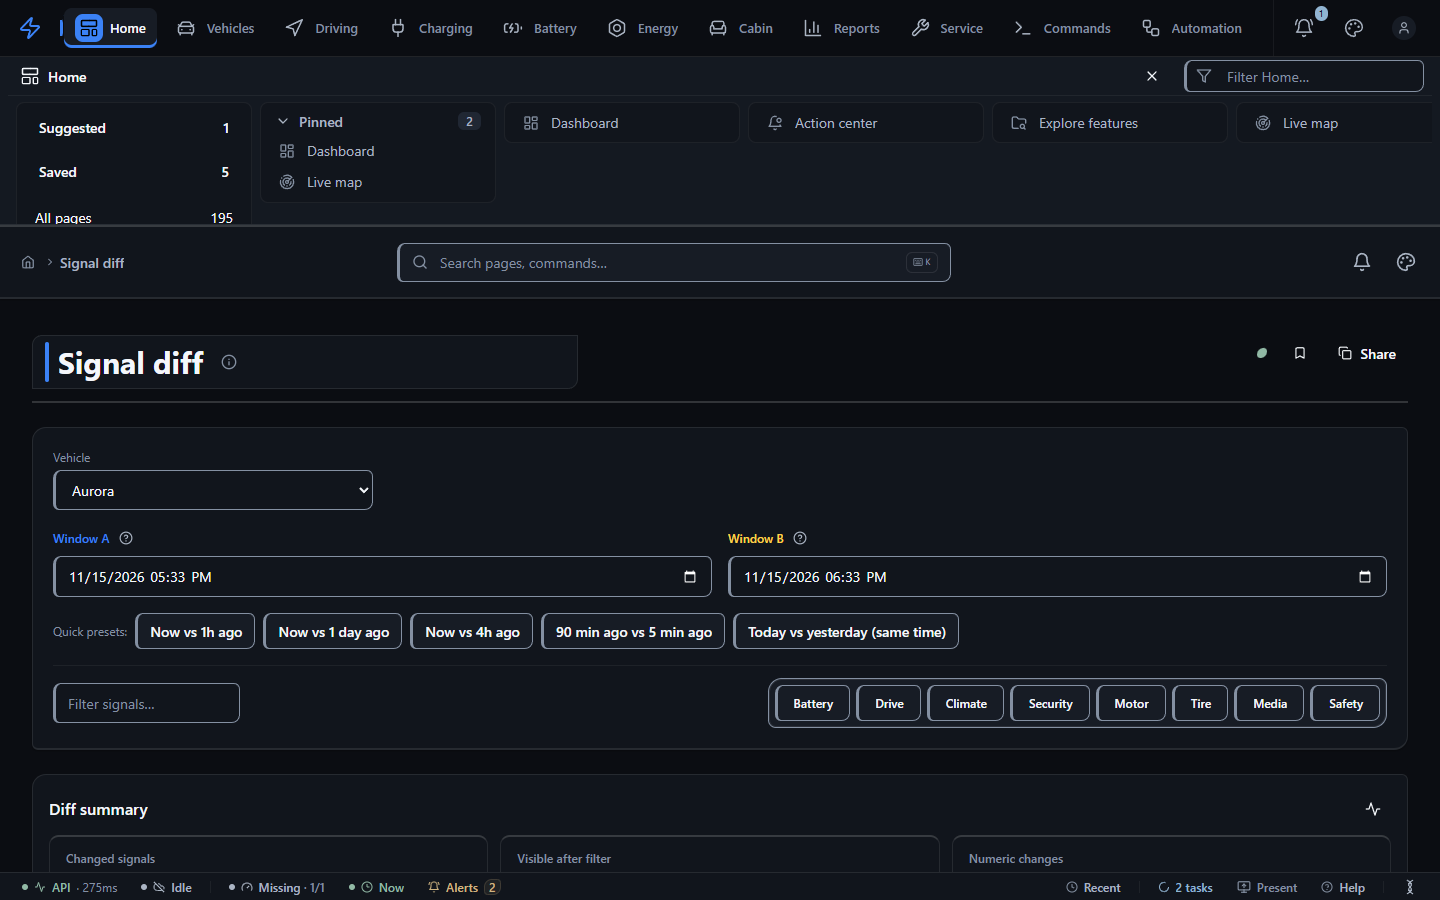 Home Vehicles Driving Charging Battery Energy Cabin Reports Service Commands Automation 1
Home Filter Home...
Suggested 1
Saved 5
All pages 195
Pinned 2
Dashboard
Live map
Dashboard
Action center
Explore features
Live map
Signal diff
Search pages, commands... K
Signal diff
Share
Vehicle
Aurora
Window A
11/15/2026 05:33 PM
Window B
11/15/2026 06:33 PM
Quick presets: Now vs 1h ago Now vs 1 day ago Now vs 4h ago 90 min ago vs 5 min ago Today vs yesterday (same time)
Filter signals... Battery Drive Climate Security Motor Tire Media Safety
Diff summary
Changed signals Visible after filter Numeric changes
API · 275ms Idle Missing · 1/1 Now Alerts 2 Recent 2 tasks Present Help